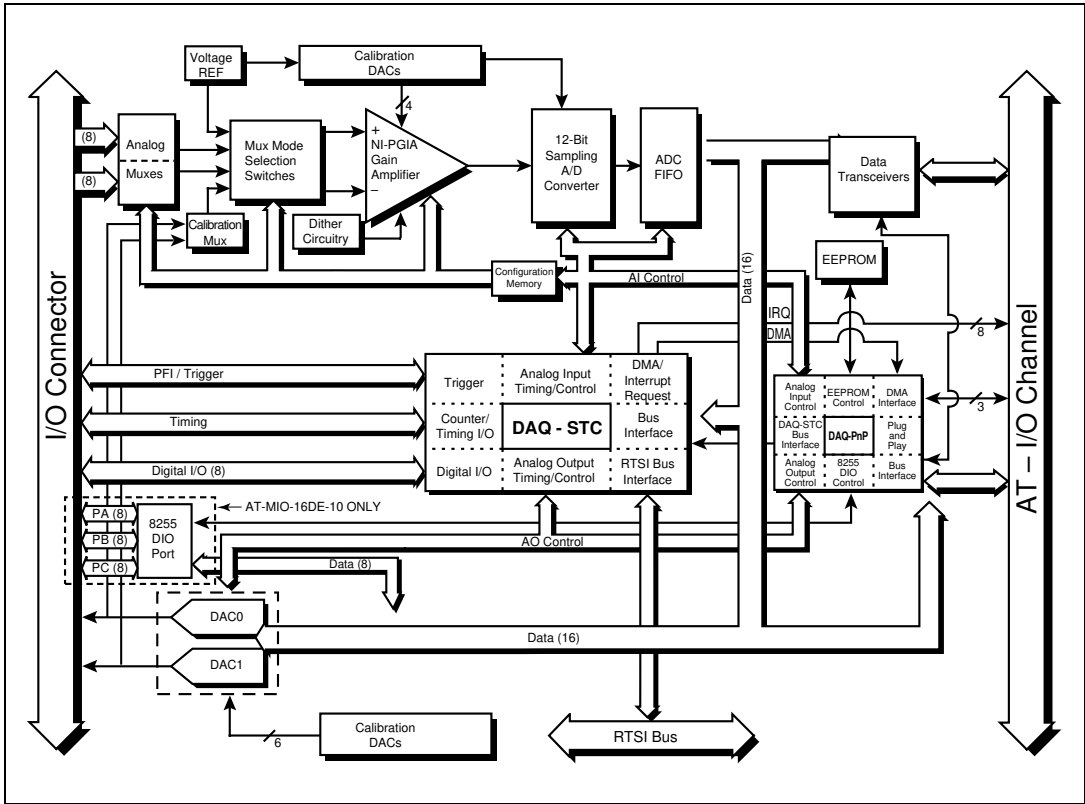 Voltage
REF
Calibration
DACs
4
(8)
(8)
Analog
Muxes
Mux Mode
Selection
Switches
+
NI-PGIA
Gain
Amplifier
–
12-Bit
Sampling
A/D
Converter
ADC
FIFO
Data
Transceivers
Calibration
Mux
Dither
Circuitry
Configuration
Memory
AI Control
Data (16)
EEPROM
IRQ
DMA
8
3
I/O Connector
AT – I/O Channel
PFI / Trigger
Timing
Digital I/O (8)
Trigger
Analog Input
Timing/Control
DMA/
Interrupt
Request
Counter/
Timing I/O
DAQ - STC
Bus
Interface
Digital I/O
Analog Output
Timing/Control
RTSI Bus
Interface
Analog
Input
Control
EEPROM
Control
DMA
Interface
DAQ-STC
Bus
Interface
DAQ-PnP
Plug
and
Play
Analog
Output
Control
8255
DIO
Control
Bus
Interface
AT-MIO-16DE-10 ONLY
PA (8)
PB (8)
PC (8)
8255
DIO
Port
AO Control
Data (8)
DAC0
DAC1
Data (16)
6
Calibration
DACs
RTSI Bus